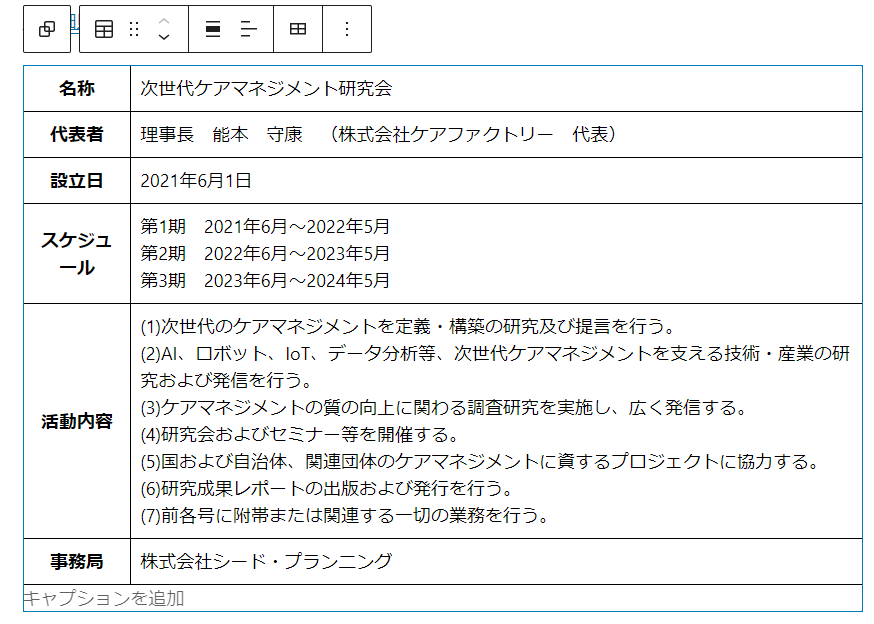 名称
次世代ケアマネジメント研究会
代表者
理事長　能本　守康　（株式会社ケアファクトリー　代表）
設立日
2021年6月1日
スケジュ
ール
第1期　2021年6月～2022年5月
第2期　2022年6月～2023年5月
第3期　2023年6月～2024年5月
活動内容
(1)次世代のケアマネジメントを定義・構築の研究及び提言を行う。
(2)AI、ロボット、IoT、データ分析等、次世代ケアマネジメントを支える技術・産業の研
究および発信を行う。
(3)ケアマネジメントの質の向上に関わる調査研究を実施し、広く発信する。
(4)研究会およびセミナー等を開催する。
(5)国および自治体、関連団体のケアマネジメントに資するプロジェクトに協力する。
(6)研究成果レポートの出版および発行を行う。
(7)前各号に附帯または関連する一切の業務を行う。
事務局
株式会社シード・プランニング
キャプションを追加